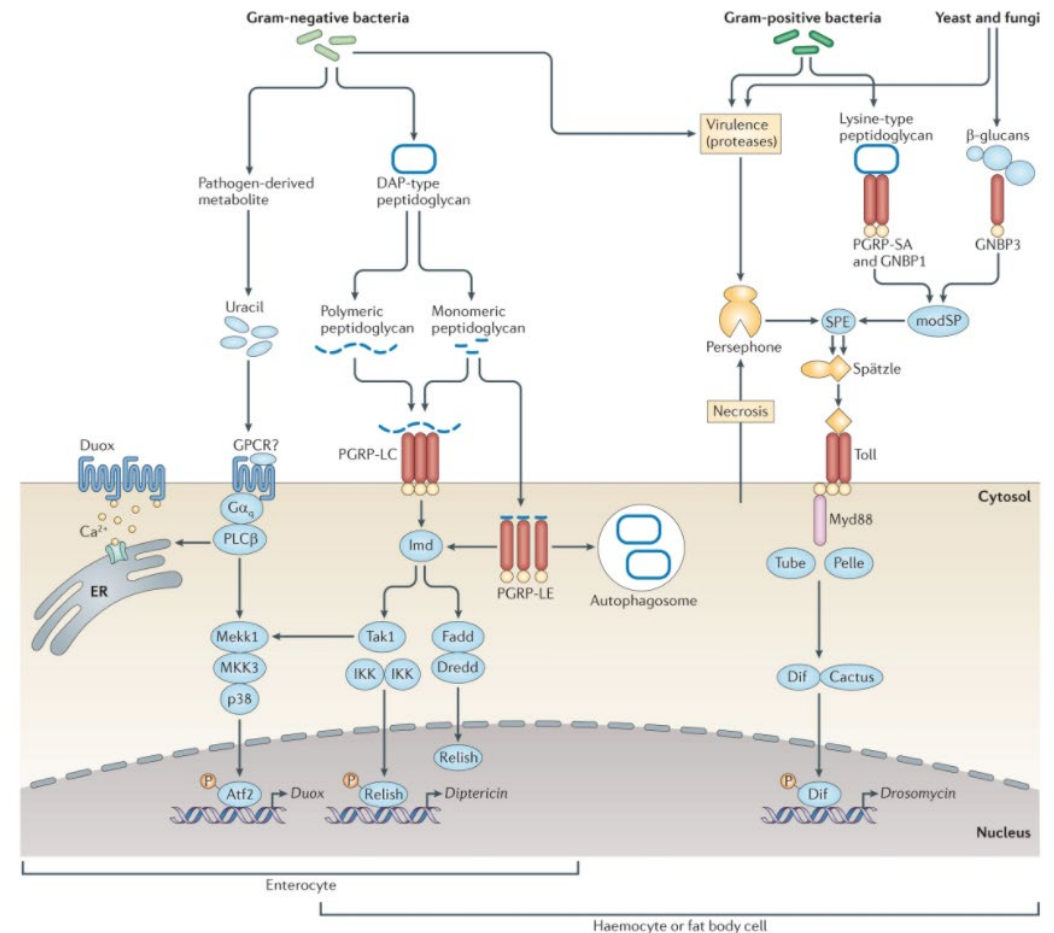 Gram-negative bacteria
Gram-positive bacteria
Yeast and fungi
Virulence
(proteases)
Lysine-type
peptidoglycan
β-glucans
Pathogen-derived
metabolite
DAP-type
peptidoglycan
PGRP-SA
and GNBP1
GNBP3
Uracil
Polymeric
peptidoglycan
Monomeric
peptidoglycan
Persephone
SPE
modSP
Spätzle
Necrosis
Duox
GPCR?
PGRP-LC
Toll
Cytosol
Gαq
Ca2+
PLCβ
Imd
Myd88
ER
PGRP-LE
Autophagosome
Tube
Pelle
Mekk1
Tak1
Fadd
MKK3
IKK
IKK
Dredd
p38
Dif
Cactus
Relish
P
Atf2
Duox
P
Relish
Diptericin
P
Dif
Drosomycin
Nucleus
Enterocyte
Haemocyte or fat body cell